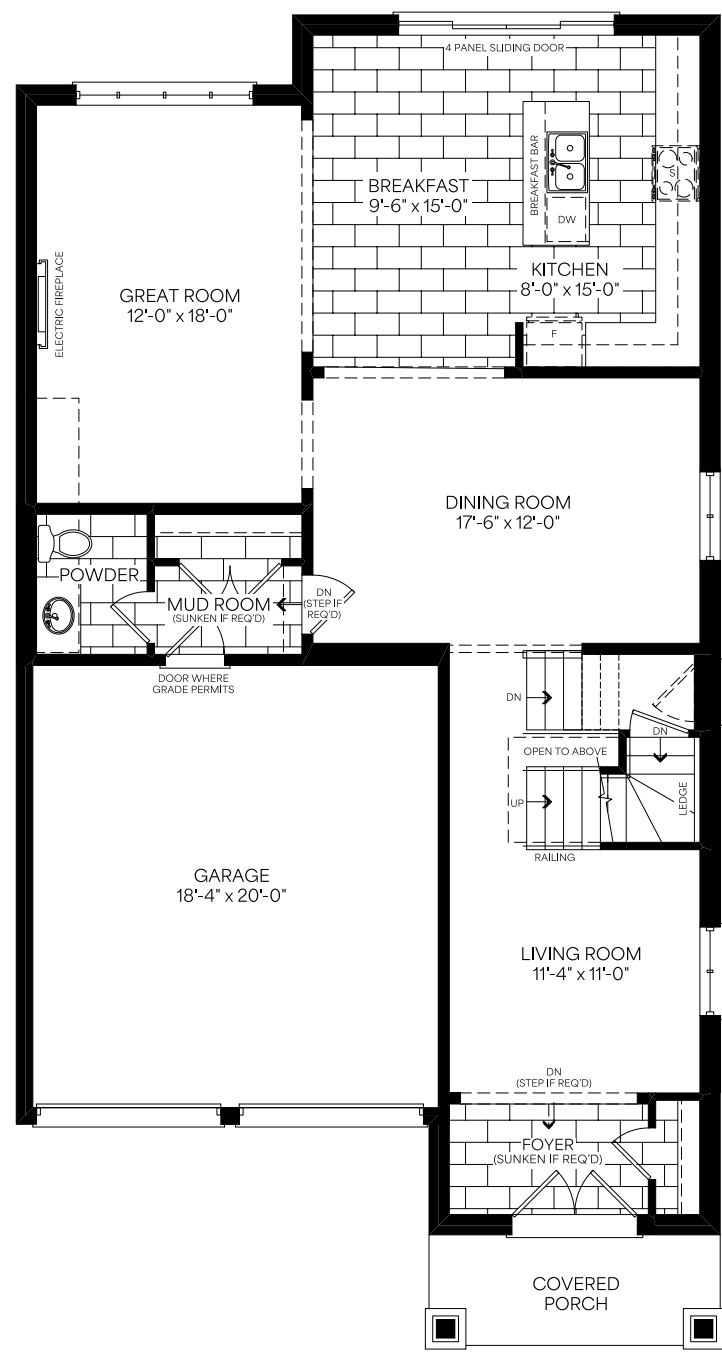 4 PANEL SLIDING DOOR
BREAKFAST BAR
S
BREAKFAST
9'-6" x 15'-0"
DW
KITCHEN
8'-0" x 15'-0"
F
ELECTRIC FIREPLACE
GREAT ROOM
12'-0" x 18'-0"
DINING ROOM
17'-6" x 12'-0"
POWDER
MUD ROOM
(SUNKEN IF REQ'D)
DN
(STEP IF
REQ'D)
DOOR WHERE
GRADE PERMITS
DN
DN
OPEN TO ABOVE
UP
LEDGE
RAILING
GARAGE
18'-4" x 20'-0"
LIVING ROOM
11'-4" x 11'-0"
DN
(STEP IF REQ'D)
FOYER
(SUNKEN IF REQ'D)
COVERED
PORCH